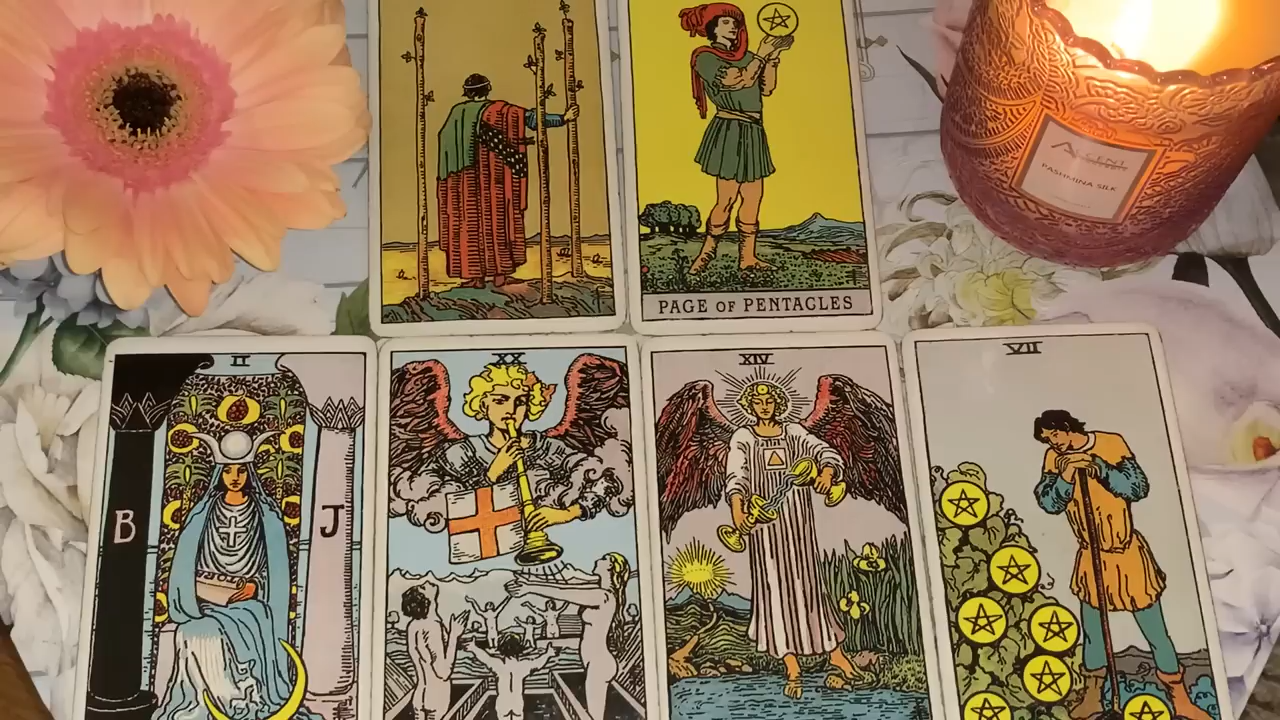 PAGE OF PENTACLES
PASHMINA SILK
II
XX
XIV
VII
B
J